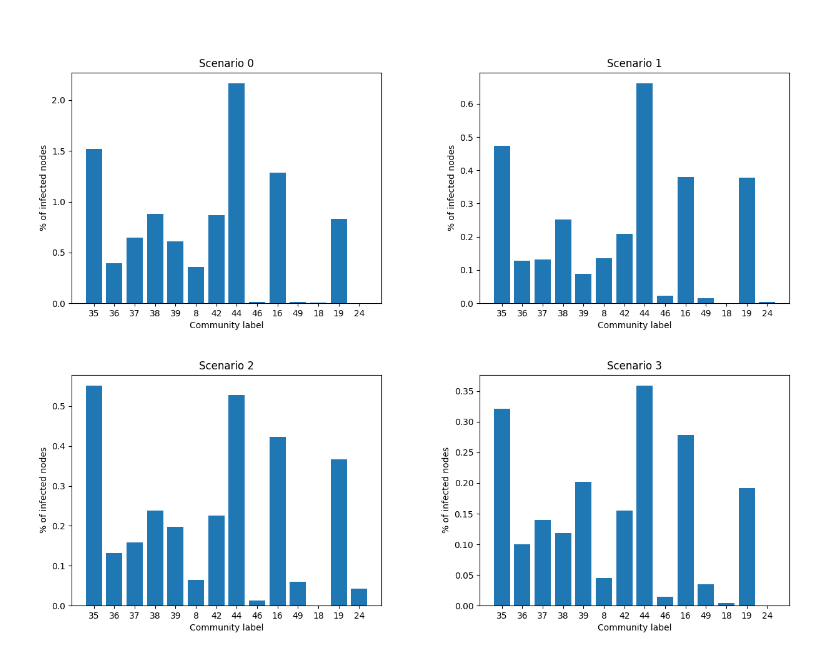 Scenario 0
% of infected nodes
2.0
1.5
1.0
0.5
0.0
35 36 37 38 39 8 42 44 46 16 49 18 19 24
Community label
Scenario 1
% of infected nodes
0.6
0.5
0.4
0.3
0.2
0.1
0.0
35 36 37 38 39 8 42 44 46 16 49 18 19 24
Community label
Scenario 2
% of infected nodes
0.5
0.4
0.3
0.2
0.1
0.0
35 36 37 38 39 8 42 44 46 16 49 18 19 24
Community label
Scenario 3
% of infected nodes
0.35
0.30
0.25
0.20
0.15
0.10
0.05
0.00
35 36 37 38 39 8 42 44 46 16 49 18 19 24
Community label